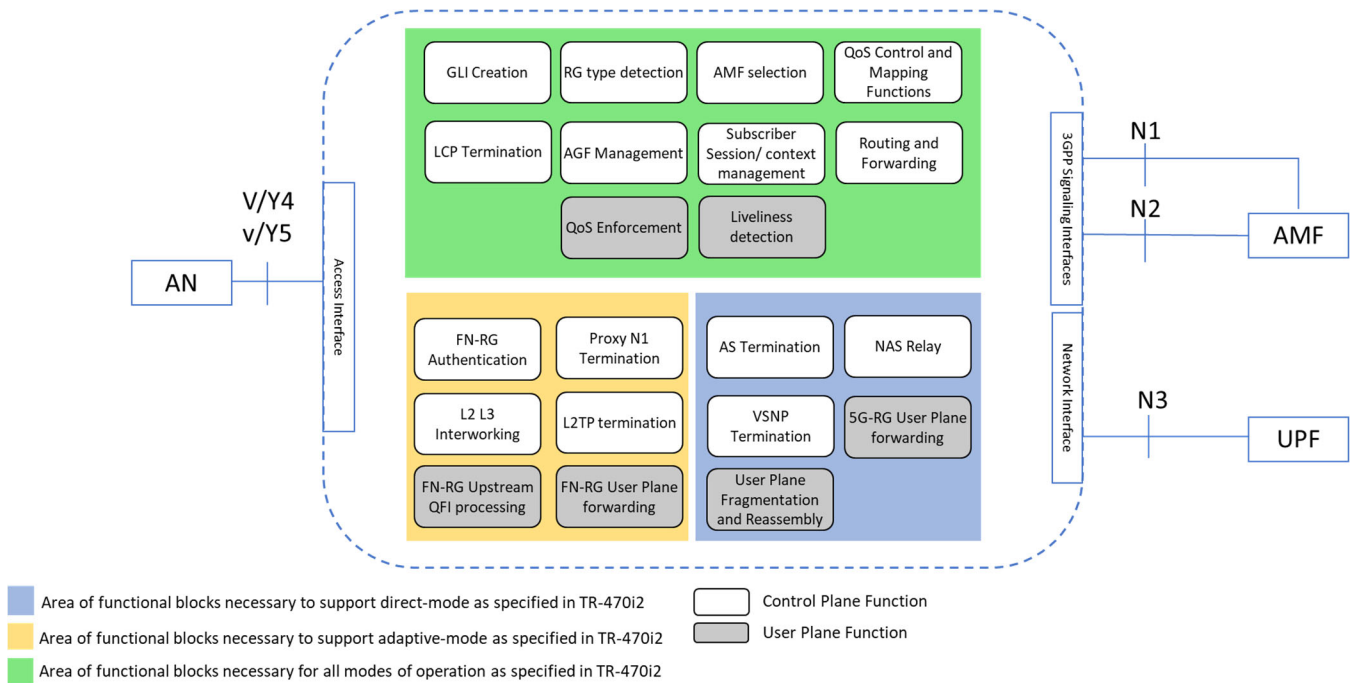 GLI Creation
RG type detection
AMF selection
QoS Control and
Mapping
Functions
LCP Termination
AGF Management
Subscriber
Session/ context
management
Routing and
Forwarding
QoS Enforcement
Liveliness
detection
V/Y4
v/Y5
AN
Access Interface
3GPP Signaling Interfaces
N1
N2
AMF
Network Interface
N3
UPF
FN-RG
Authentication
Proxy N1
Termination
L2 L3
Interworking
L2TP termination
FN-RG Upstream
QFI processing
FN-RG User Plane
forwarding
AS Termination
NAS Relay
VSNP
Termination
5G-RG User Plane
forwarding
User Plane
Fragmentation
and Reassembly
Area of functional blocks necessary to support direct-mode as specified in TR-470i2
Area of functional blocks necessary to support adaptive-mode as specified in TR-470i2
Area of functional blocks necessary for all modes of operation as specified in TR-470i2
Control Plane Function
User Plane Function